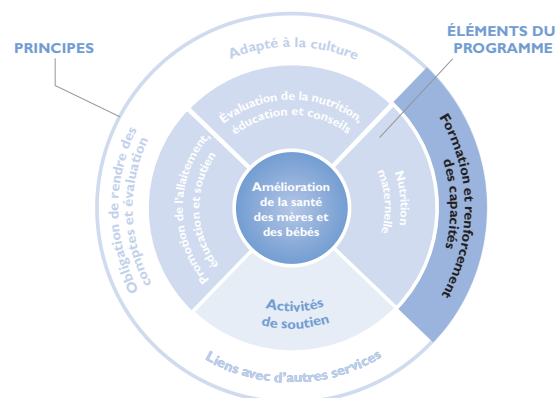 PRINCIPES
ÉLÉMENTS DU
PROGRAMME
Adapté à la culture
Évaluation de la nutrition,
éducation et conseils
Obligation de rendre des
comptes et évaluation
Promotion de l'allaitement,
éducation et soutien
Amélioration
de la santé
des mères et
des bébés
Nutrition
maternelle
Formation et renforcement
des capacités
Activités
de soutien
Liens avec d'autres services